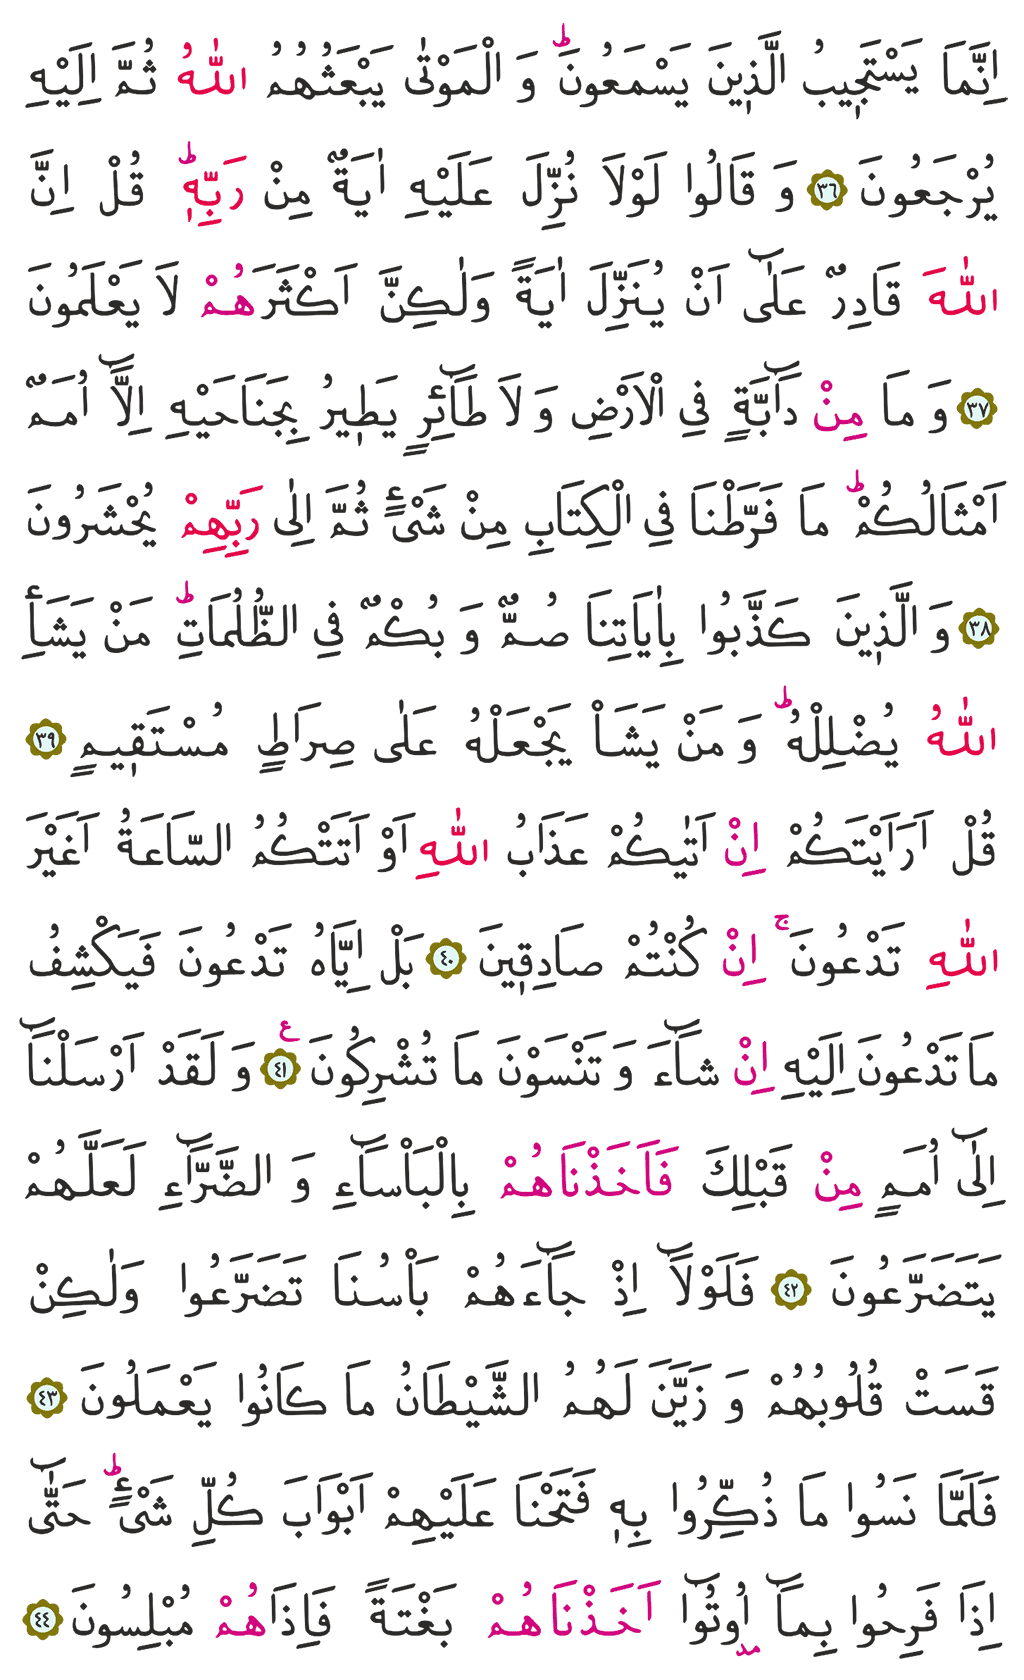 اِنَّمَا يَسْتَجٖيبُ الَّذٖينَ يَسْمَعُونَؕ وَ الْمَوْتٰى يَبْعَثُهُمُ اللّٰهُ ثُمَّ اِلَيْهِ
يُرْجَعُونَ ﴿٣٦﴾ وَ قَالُوا لَوْلَا نُزِّلَ عَلَيْهِ اٰيَةٌ مِنْ رَبِّهٖؕ قُلْ اِنَّ
اللّٰهَ قَادِرٌ عَلٰٓى اَنْ يُنَزِّلَ اٰيَةً وَلٰكِنَّ اَكْثَرَهُمْ لَا يَعْلَمُونَ
﴿٣٧﴾ وَ مَا مِنْ دَٓابَّةٍ فِي الْاَرْضِ وَ لَا طَٓائِرٍ يَطٖيرُ بِجَنَاحَيْهِ اِلَّٓا اُمَمٌ
اَمْثَالُكُمْؕ مَا فَرَّطْنَا فِي الْكِتَابِ مِنْ شَيْءٍ ثُمَّ اِلٰى رَبِّهِمْ يُحْشَرُونَ
﴿٣٨﴾ وَ الَّذٖينَ كَذَّبُوا بِاٰيَاتِنَا صُمٌّ وَ بُكْمٌ فِي الظُّلُمَاتِؕ مَنْ يَشَأِ
اللّٰهُ يُضْلِلْهُؕ وَ مَنْ يَشَاْ يَجْعَلْهُ عَلٰى صِرَاطٍ مُسْتَقٖيمٍ ﴿٣٩﴾
قُلْ اَرَاَيْتَكُمْ اِنْ اَتٰيكُمْ عَذَابُ اللّٰهِ اَوْ اَتَتْكُمُ السَّاعَةُ اَغَيْرَ
اللّٰهِ تَدْعُونَۚ اِنْ كُنْتُمْ صَادِقٖينَ ﴿٤٠﴾ بَلْ اِيَّاهُ تَدْعُونَ فَيَكْشِفُ
مَا تَدْعُونَ اِلَيْهِ اِنْ شَٓاءَ وَ تَنْسَوْنَ مَا تُشْرِكُونَ ﴿٤١﴾ ع وَ لَقَدْ اَرْسَلْنَٓا
اِلٰٓى اُمَمٍ مِنْ قَبْلِكَ فَاَخَذْنَاهُمْ بِالْبَاْسَٓاءِ وَ الضَّرَّٓاءِ لَعَلَّهُمْ
يَتَضَرَّعُونَ ﴿٤٢﴾ فَلَوْلَٓا اِذْ جَٓاءَهُمْ بَاْسُنَا تَضَرَّعُوا وَلٰكِنْ
قَسَتْ قُلُوبُهُمْ وَ زَيَّنَ لَهُمُ الشَّيْطَانُ مَا كَانُوا يَعْمَلُونَ ﴿٤٣﴾
فَلَمَّا نَسُوا مَا ذُكِّرُوا بِهٖ فَتَحْنَا عَلَيْهِمْ اَبْوَابَ كُلِّ شَيْءٍؕ حَتّٰٓى
اِذَا فَرِحُوا بِمَٓا اُوتُٓوا مد اَخَذْنَاهُمْ بَغْتَةً فَاِذَا هُمْ مُبْلِسُونَ ﴿٤٤﴾